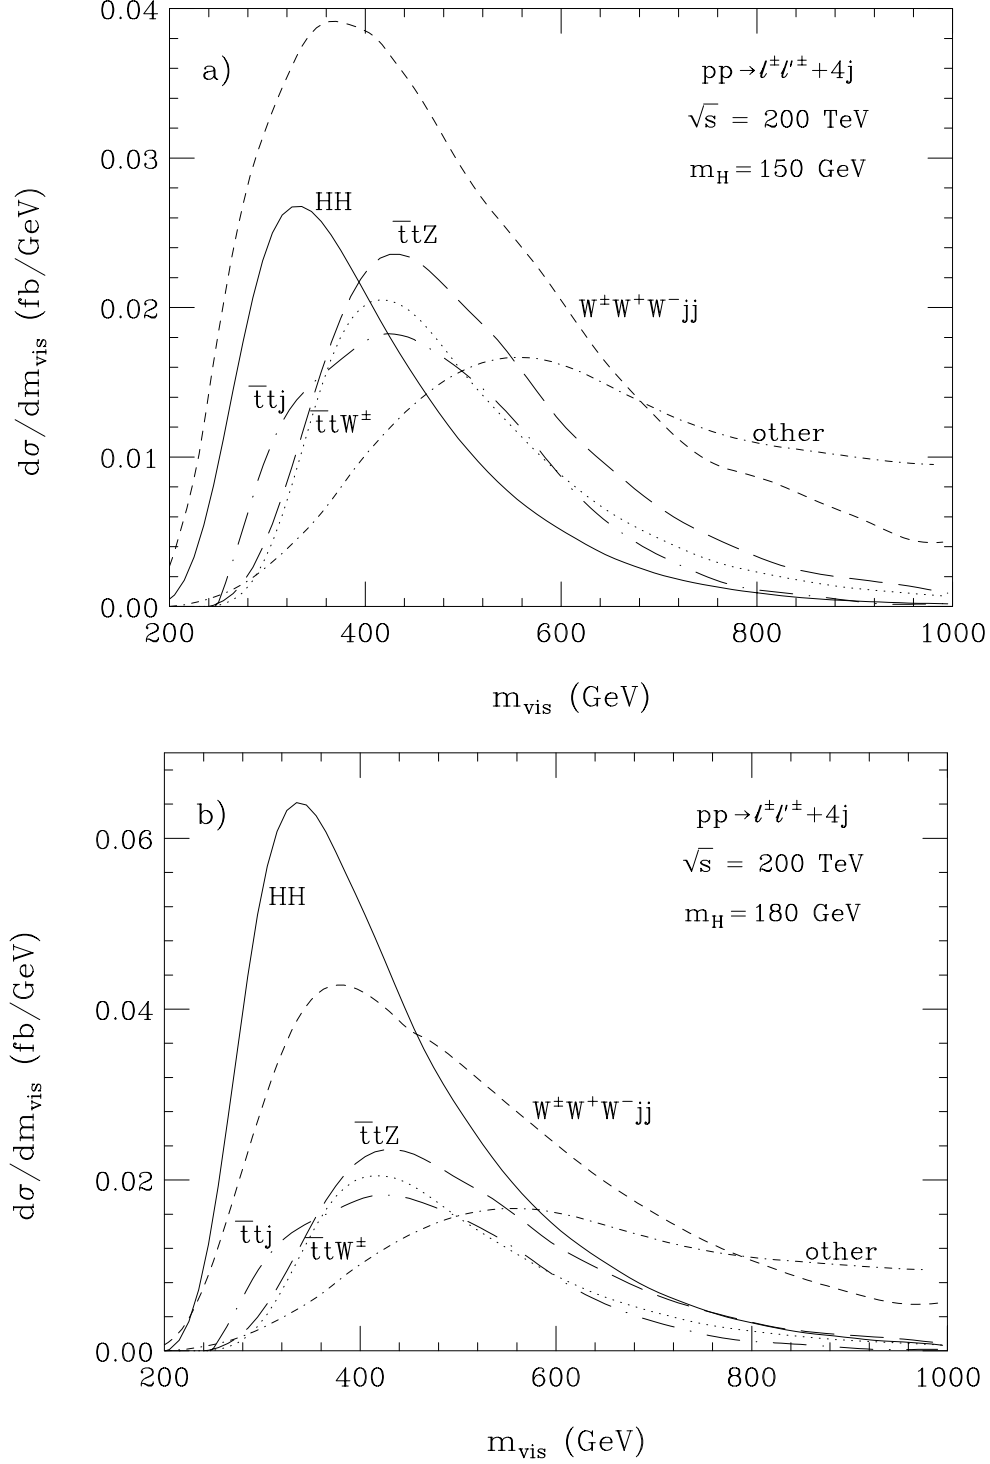 0.04
a)
pp→ℓ±ℓ′±+4j
√s = 200 TeV
m_H=150 GeV
0.03
HH
t̄tZ
W±W+W−jj
0.02
t̄tj
t̄tW±
other
0.01
0.00
200 400 600 800 1000
dσ/dm_vis (fb/GeV)
m_vis (GeV)
b)
pp→ℓ±ℓ′±+4j
√s = 200 TeV
m_H=180 GeV
0.06
HH
0.04
W±W+W−jj
t̄tZ
0.02
t̄tj
t̄tW±
other
0.00
200 400 600 800 1000
dσ/dm_vis (fb/GeV)
m_vis (GeV)